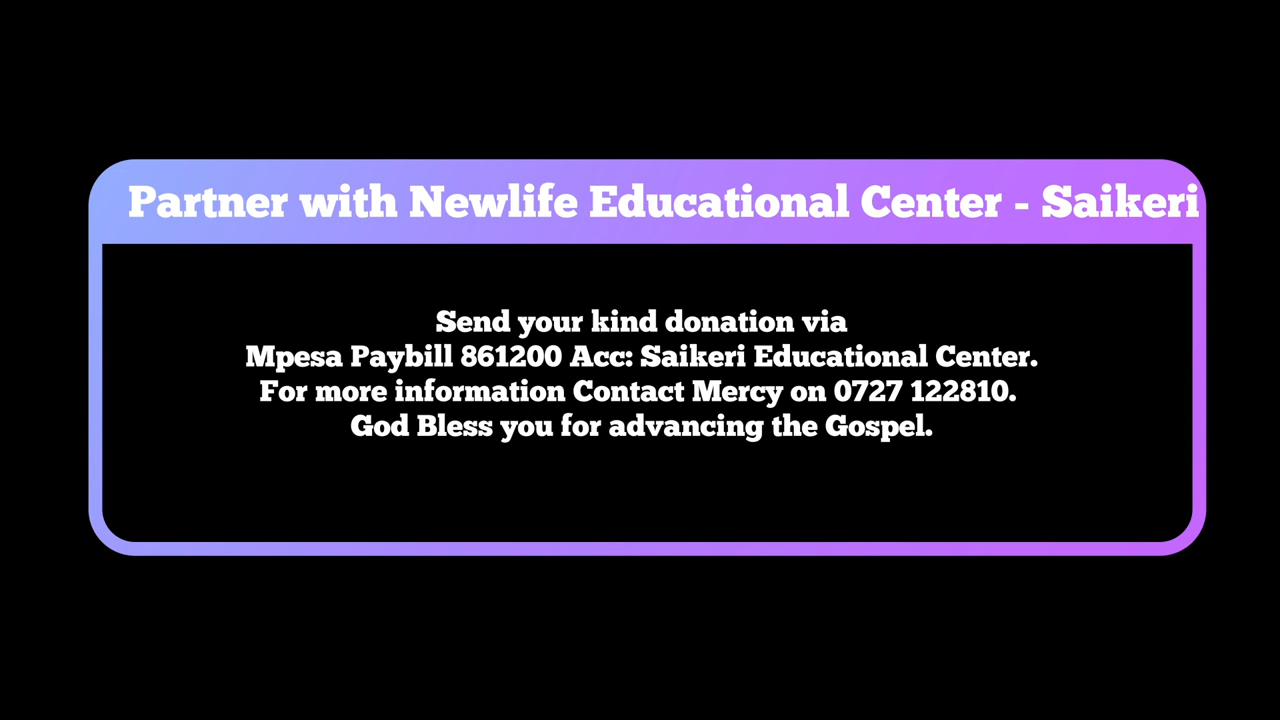 Partner with Newlife Educational Center - Saikeri
Send your kind donation via
Mpesa Paybill 861200 Acc: Saikeri Educational Center.
For more information Contact Mercy on 0727 122810.
God Bless you for advancing the Gospel.